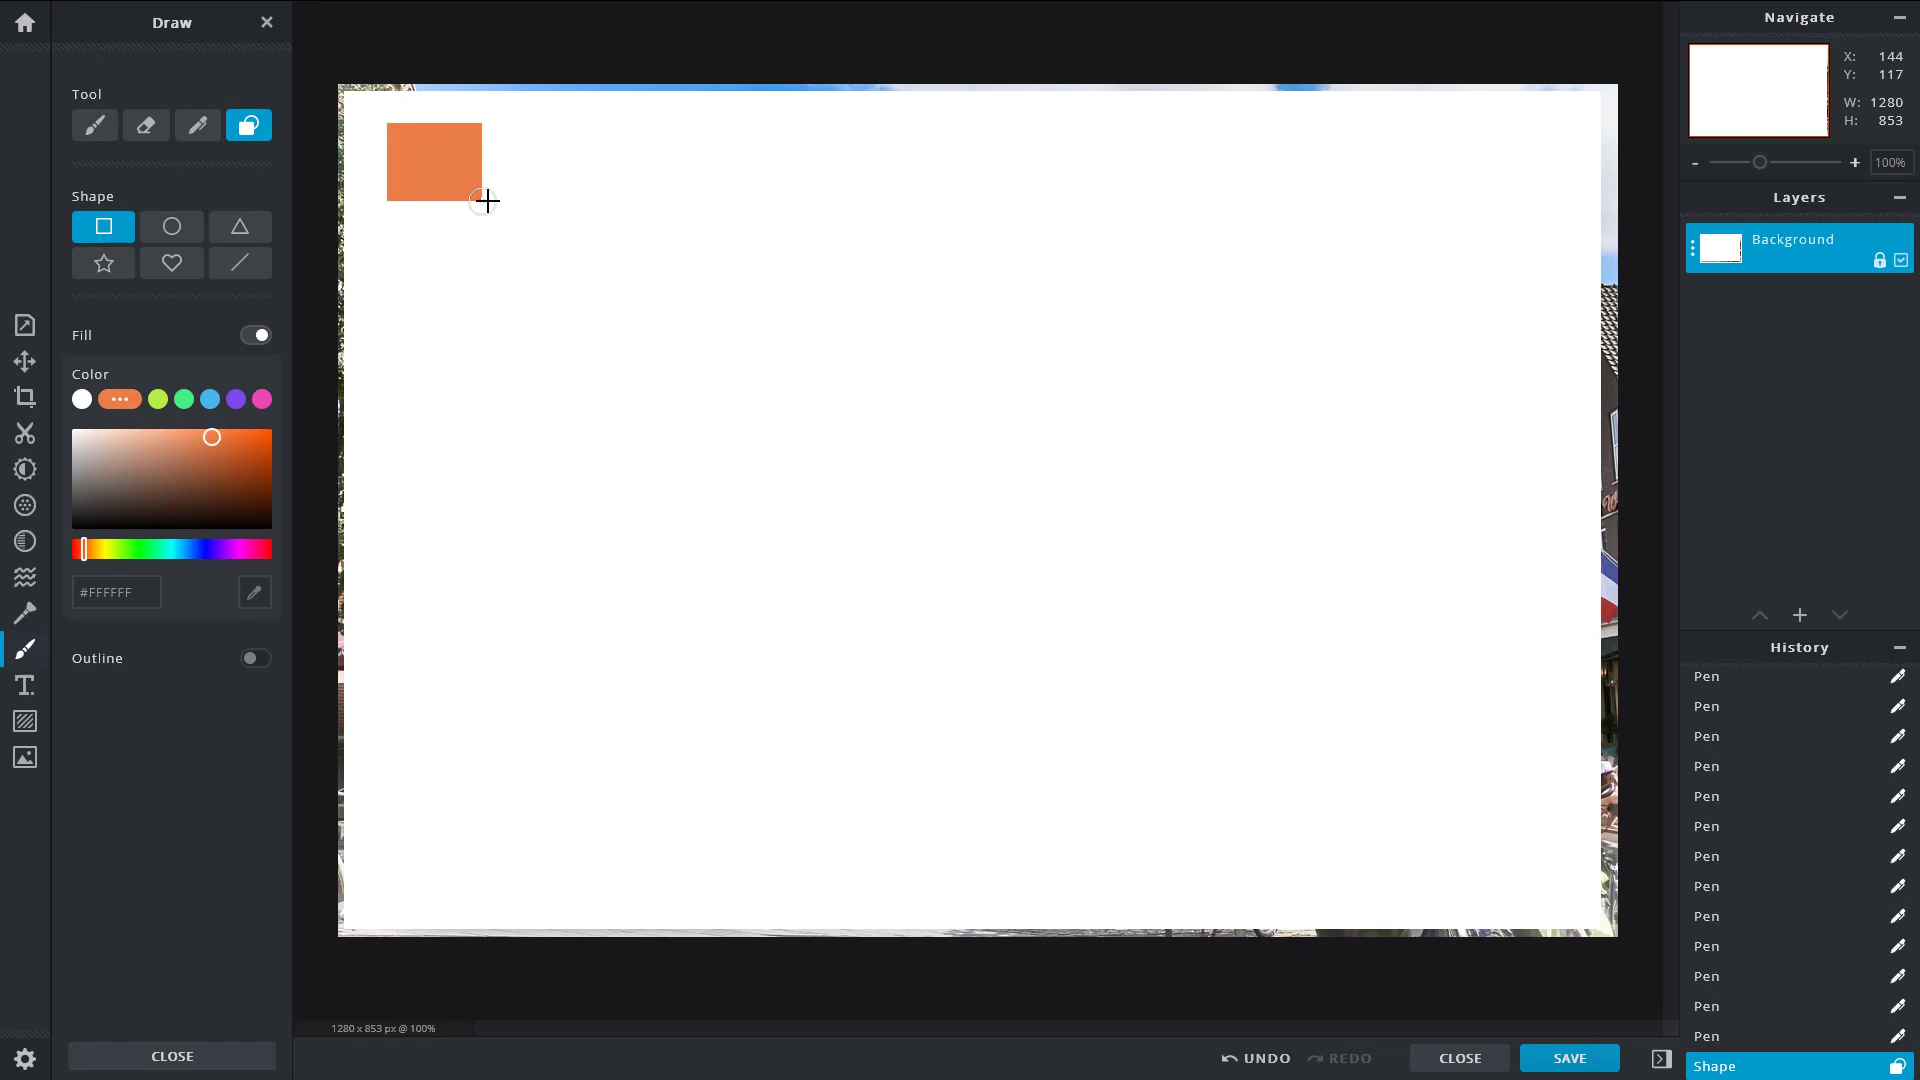 Draw
Tool
Shape
Fill
Color
#FFFFFF
Outline
CLOSE
1280 x 853 px @ 100%
UNDO
REDO
CLOSE
SAVE
Navigate
X: 144
Y: 117
W: 1280
H: 853
- + 100%
Layers
Background
History
Pen
Pen
Pen
Pen
Pen
Pen
Pen
Pen
Pen
Pen
Pen
Pen
Pen
Shape